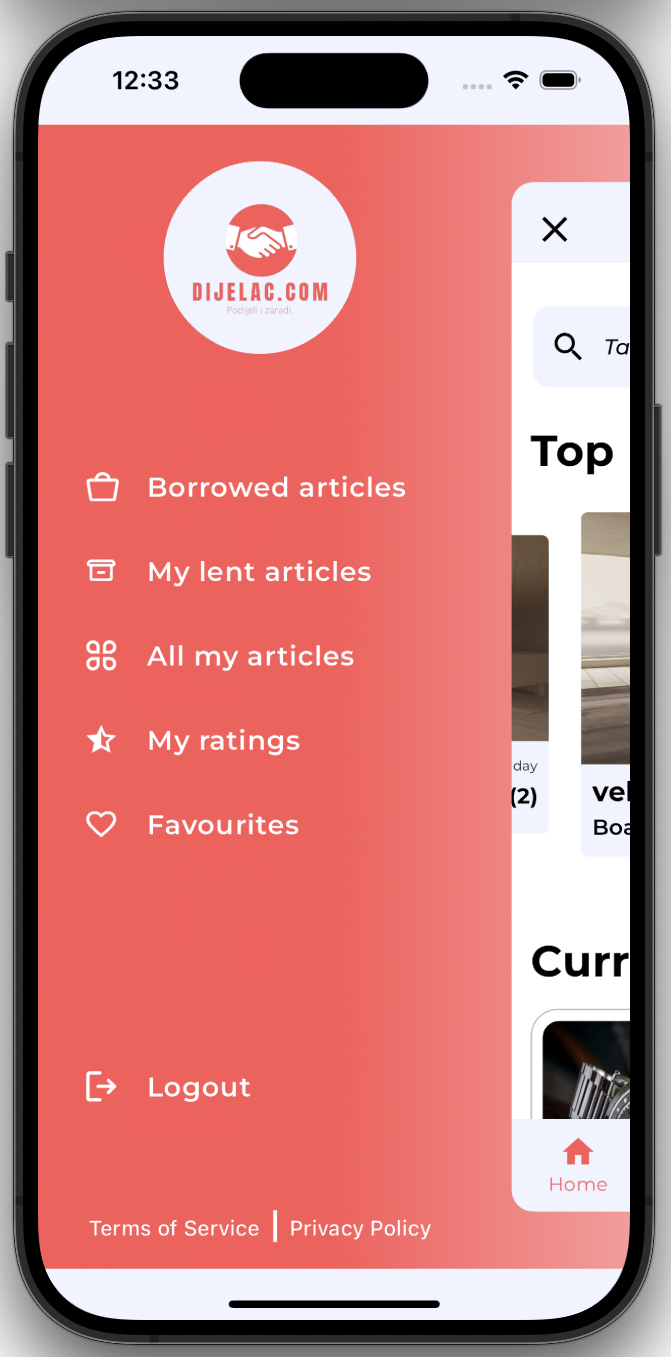 12:33
DIJELAC.COM
Podijeli i zaradi.
Ta
Top
Borrowed articles
My lent articles
All my articles
My ratings
Favourites
day
(2)
vel
Boa
Curr
Logout
Home
Terms of Service
Privacy Policy